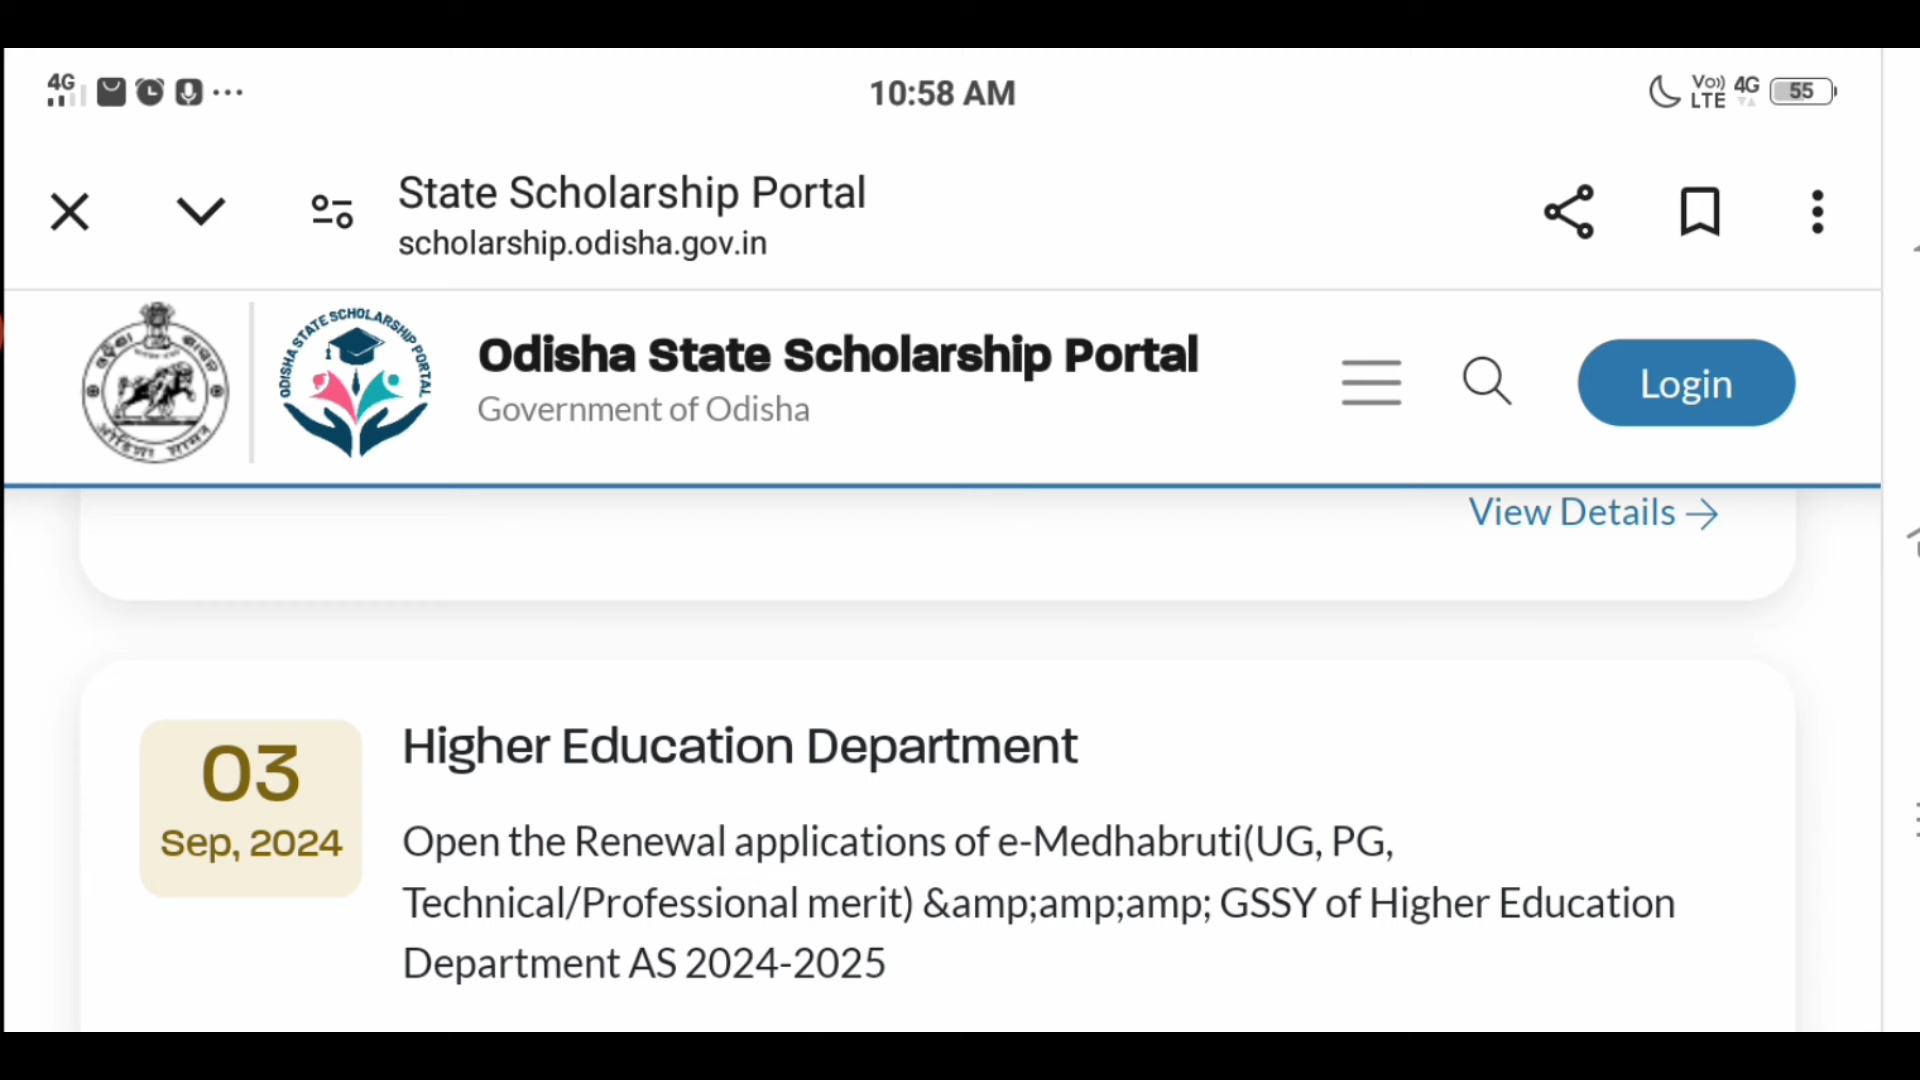 4G
10:58 AM
Vo)) LTE 4G 55
State Scholarship Portal
scholarship.odisha.gov.in
ODISHA STATE SCHOLARSHIP PORTAL
Odisha State Scholarship Portal
Government of Odisha
Login
View Details →
03
Sep, 2024
Higher Education Department
Open the Renewal applications of e-Medhabruti(UG, PG,
Technical/Professional merit) &amp;amp;amp; GSSY of Higher Education
Department AS 2024-2025